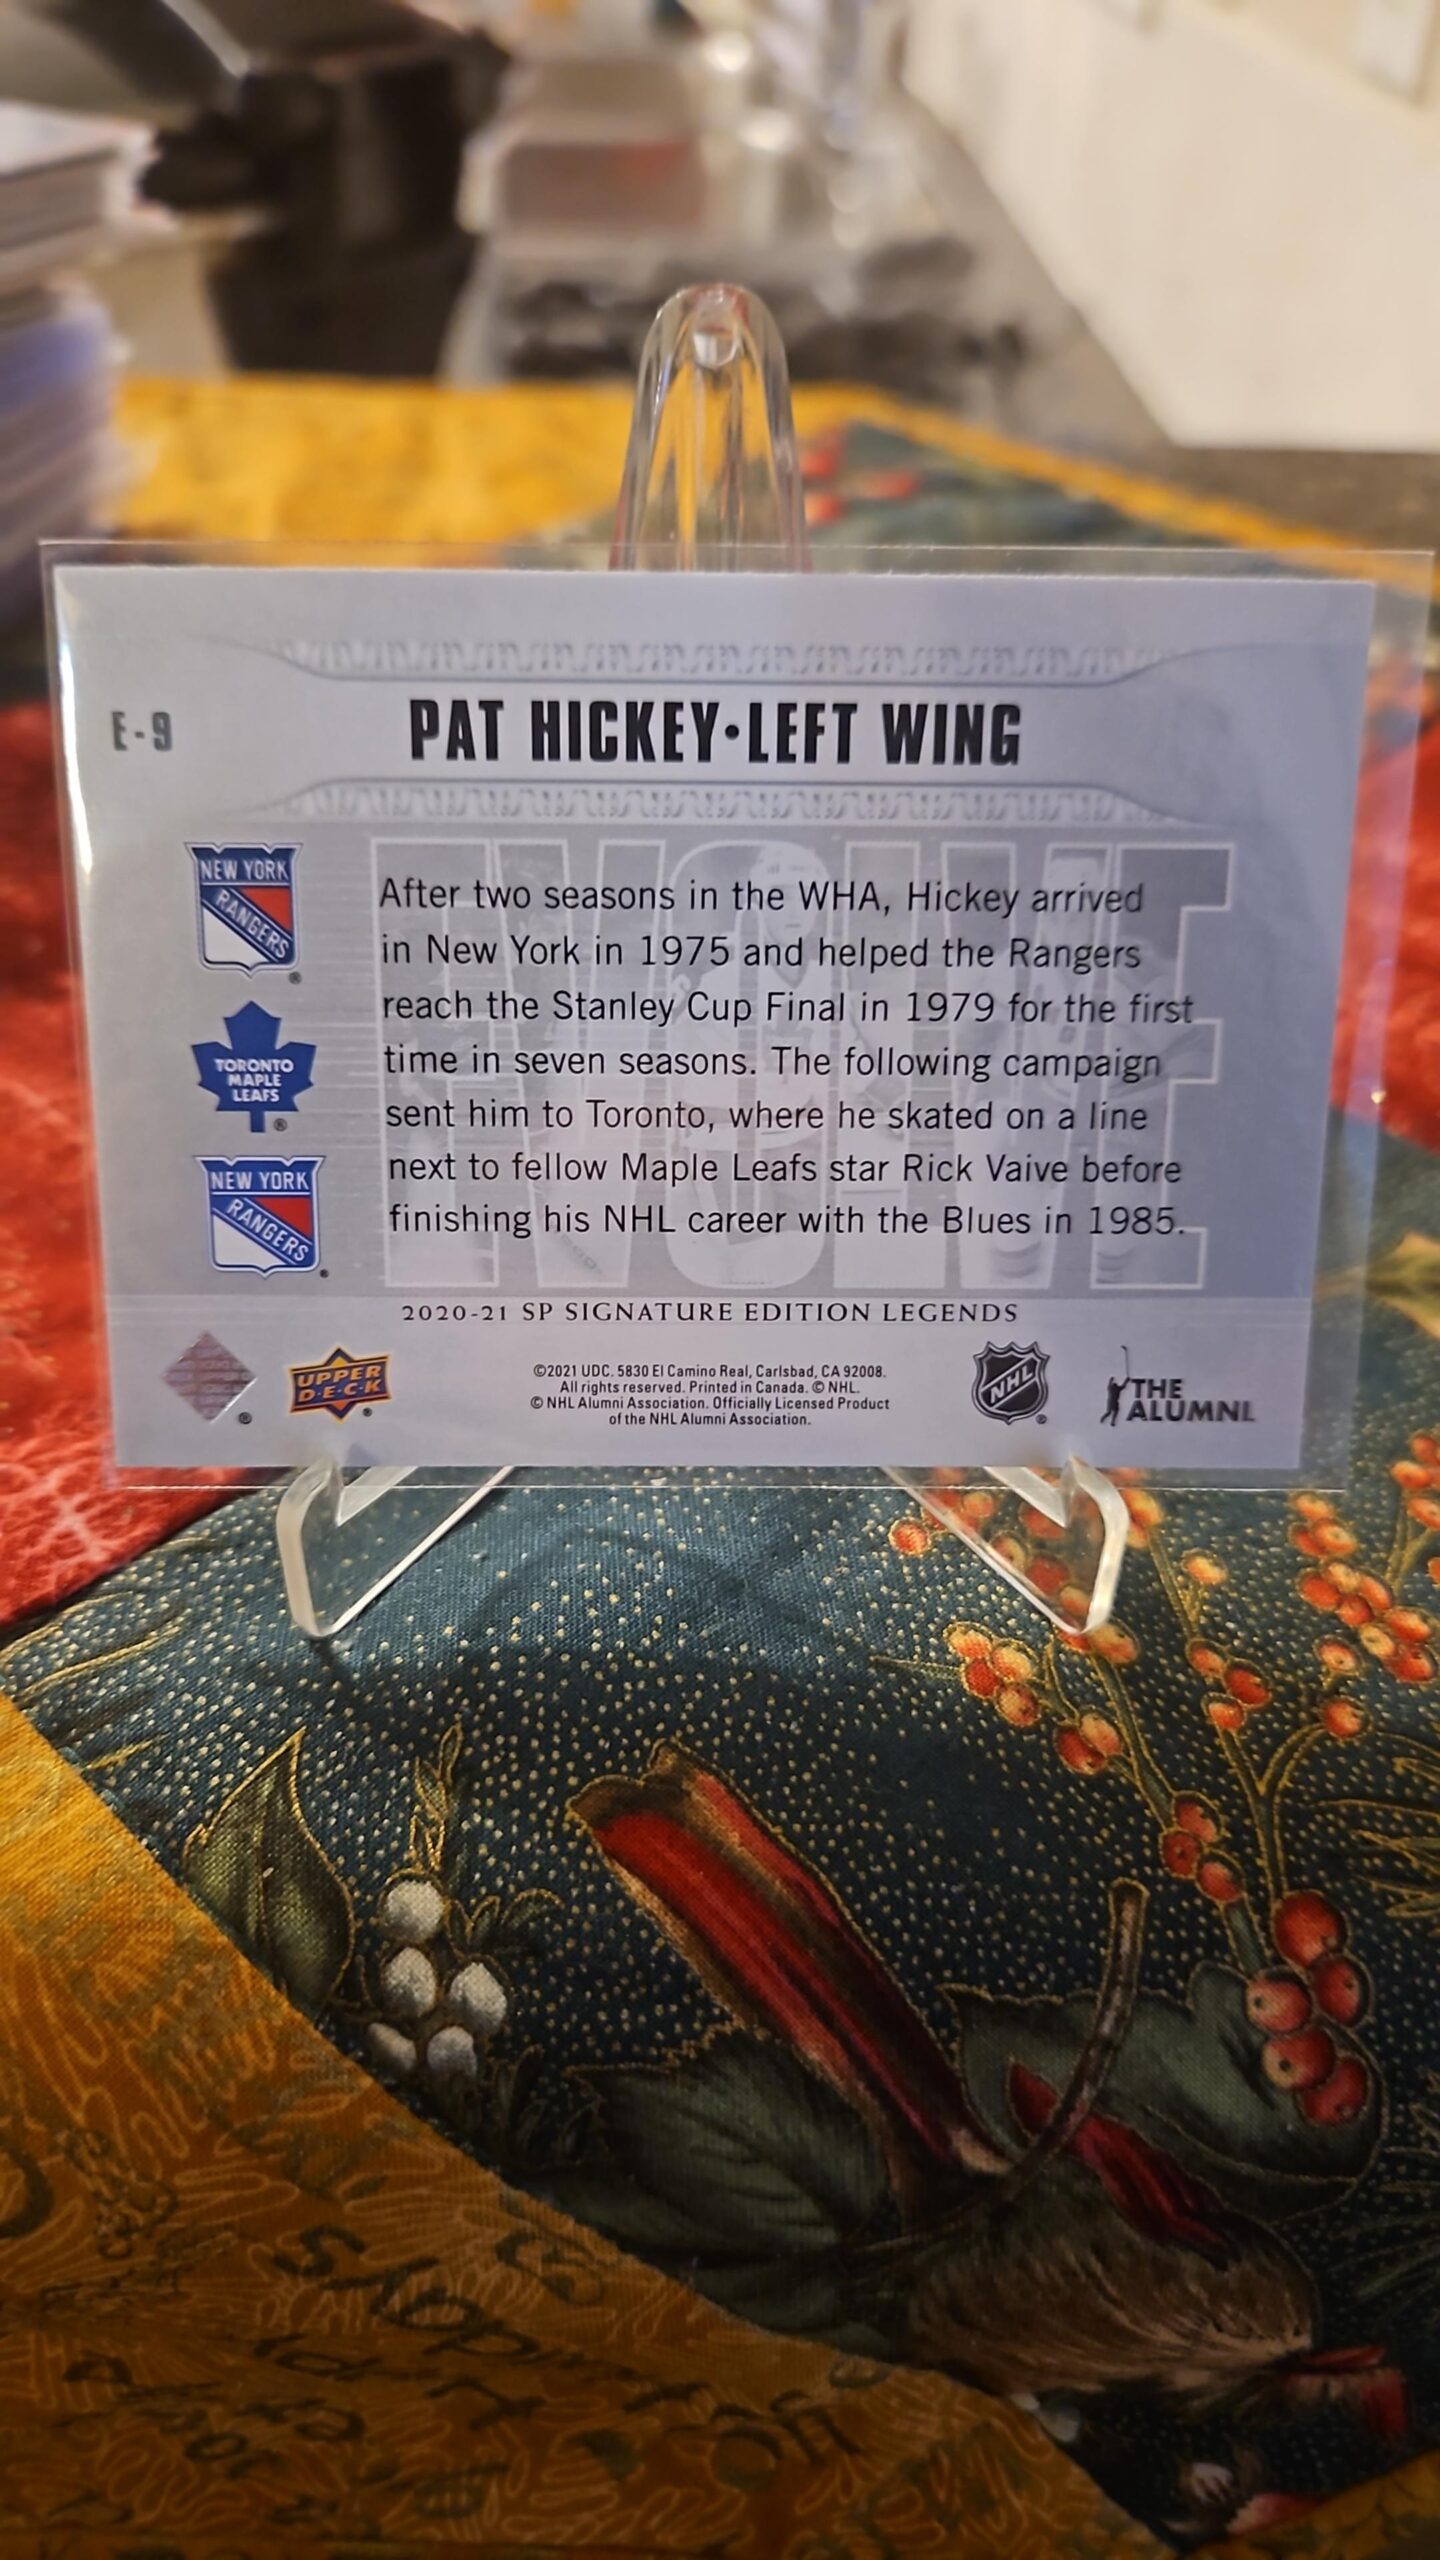 E-9
PAT HICKEY•LEFT WING
NEW YORK
RANGERS
TORONTO
MAPLE
LEAFS
NEW YORK
RANGERS
EVOLVE
After two seasons in the WHA, Hickey arrived
in New York in 1975 and helped the Rangers
reach the Stanley Cup Final in 1979 for the first
time in seven seasons. The following campaign
sent him to Toronto, where he skated on a line
next to fellow Maple Leafs star Rick Vaive before
finishing his NHL career with the Blues in 1985.
2020-21 SP SIGNATURE EDITION LEGENDS
UPPER
D•E•C•K
©2021 UDC. 5830 El Camino Real, Carlsbad, CA 92008.
All rights reserved. Printed in Canada. © NHL.
© NHL Alumni Association. Officially Licensed Product
of the NHL Alumni Association.
NHL
THE
ALUMNI